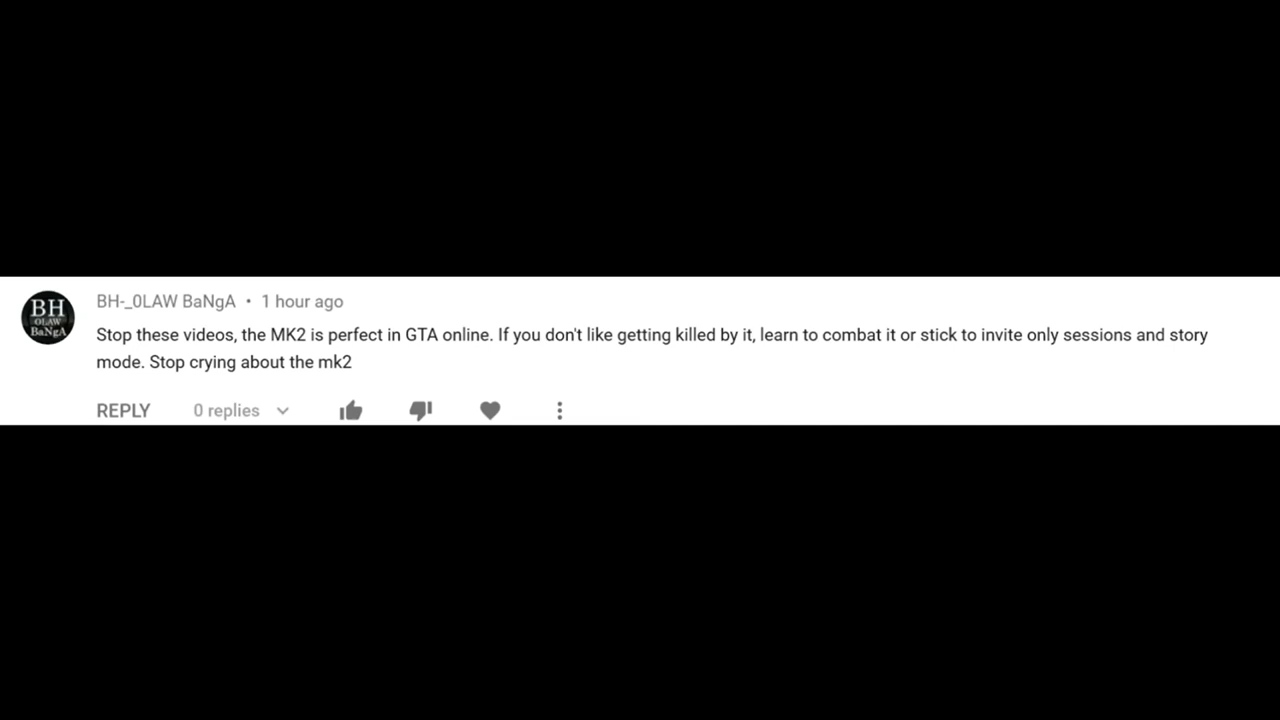 BH
OLAW
BaNgA
BH-_0LAW BaNgA • 1 hour ago
Stop these videos, the MK2 is perfect in GTA online. If you don't like getting killed by it, learn to combat it or stick to invite only sessions and story
mode. Stop crying about the mk2
REPLY 0 replies